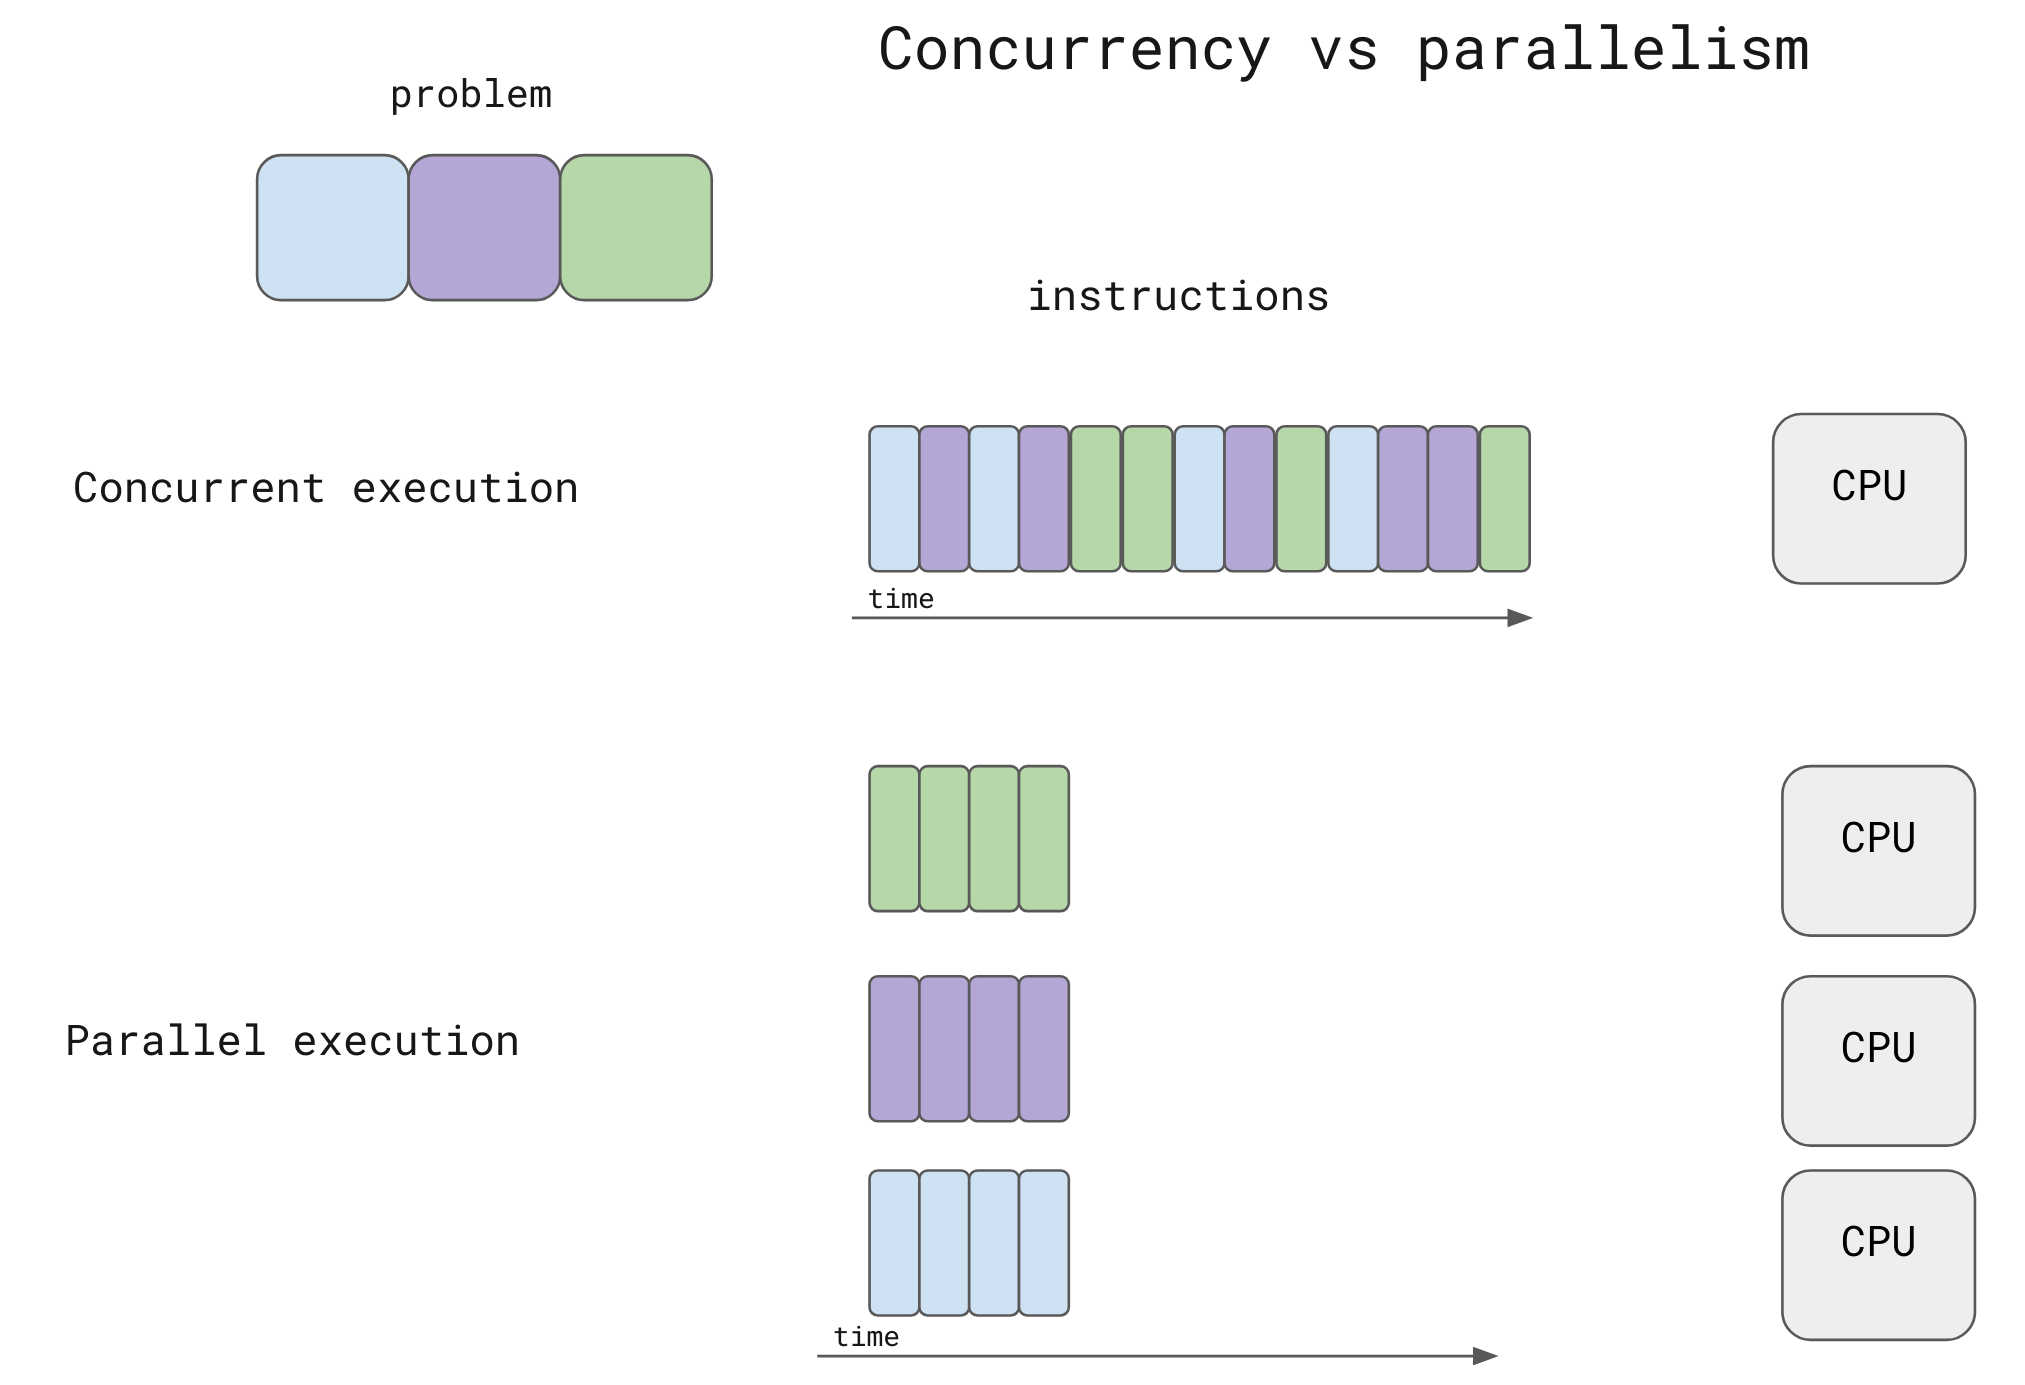 Concurrency vs parallelism
problem
instructions
Concurrent execution
CPU
time
CPU
Parallel execution
CPU
CPU
time